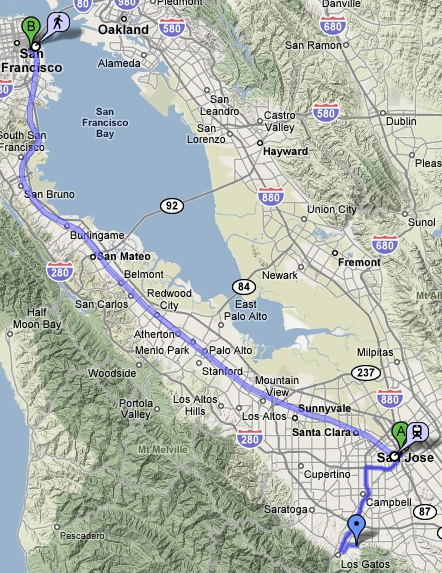 80
980
Piedmont
Danville
B
Oakland
580
680
San
Francisco
Alameda
San Ramon
80
San
Leandro
San
Francisco
Bay
580
Castro
Valley
Dublin
San
Lorenzo
South San
Francisco
Hayward
Pleas
San Bruno
880
92
Union City
Sunol
Burlingame
680
San Mateo
Fremont
280
Belmont
Newark
84
Redwood
City
San Carlos
East
Palo Alto
Half
Moon Bay
Atherton
Menlo Park
Palo Alto
Milpitas
Woodside
Stanford
237
Mountain
View
Los Altos
Hills
880
Portola
Valley
Los Altos
Sunnyvale
A
Santa Clara
280
Mt Melville
San Jose
Cupertino
Campbell
Saratoga
87
Pescadero
Los Gatos